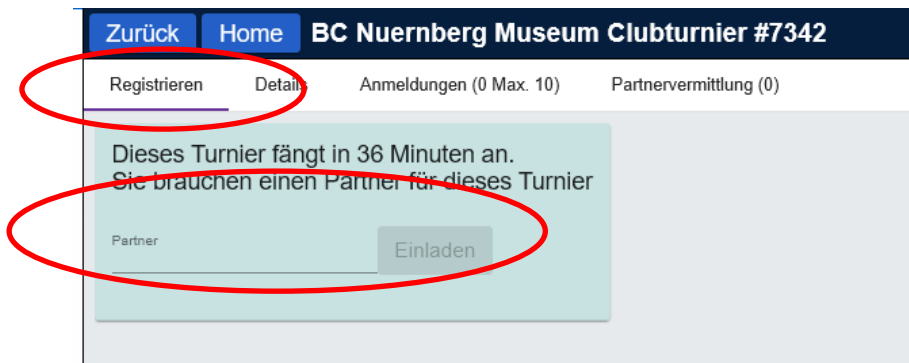 Zurück Home BC Nuernberg Museum Clubturnier #7342
Registrieren Details Anmeldungen (0 Max. 10) Partnervermittlung (0)
Dieses Turnier fängt in 36 Minuten an.
Sie brauchen einen Partner für dieses Turnier
Partner
Einladen